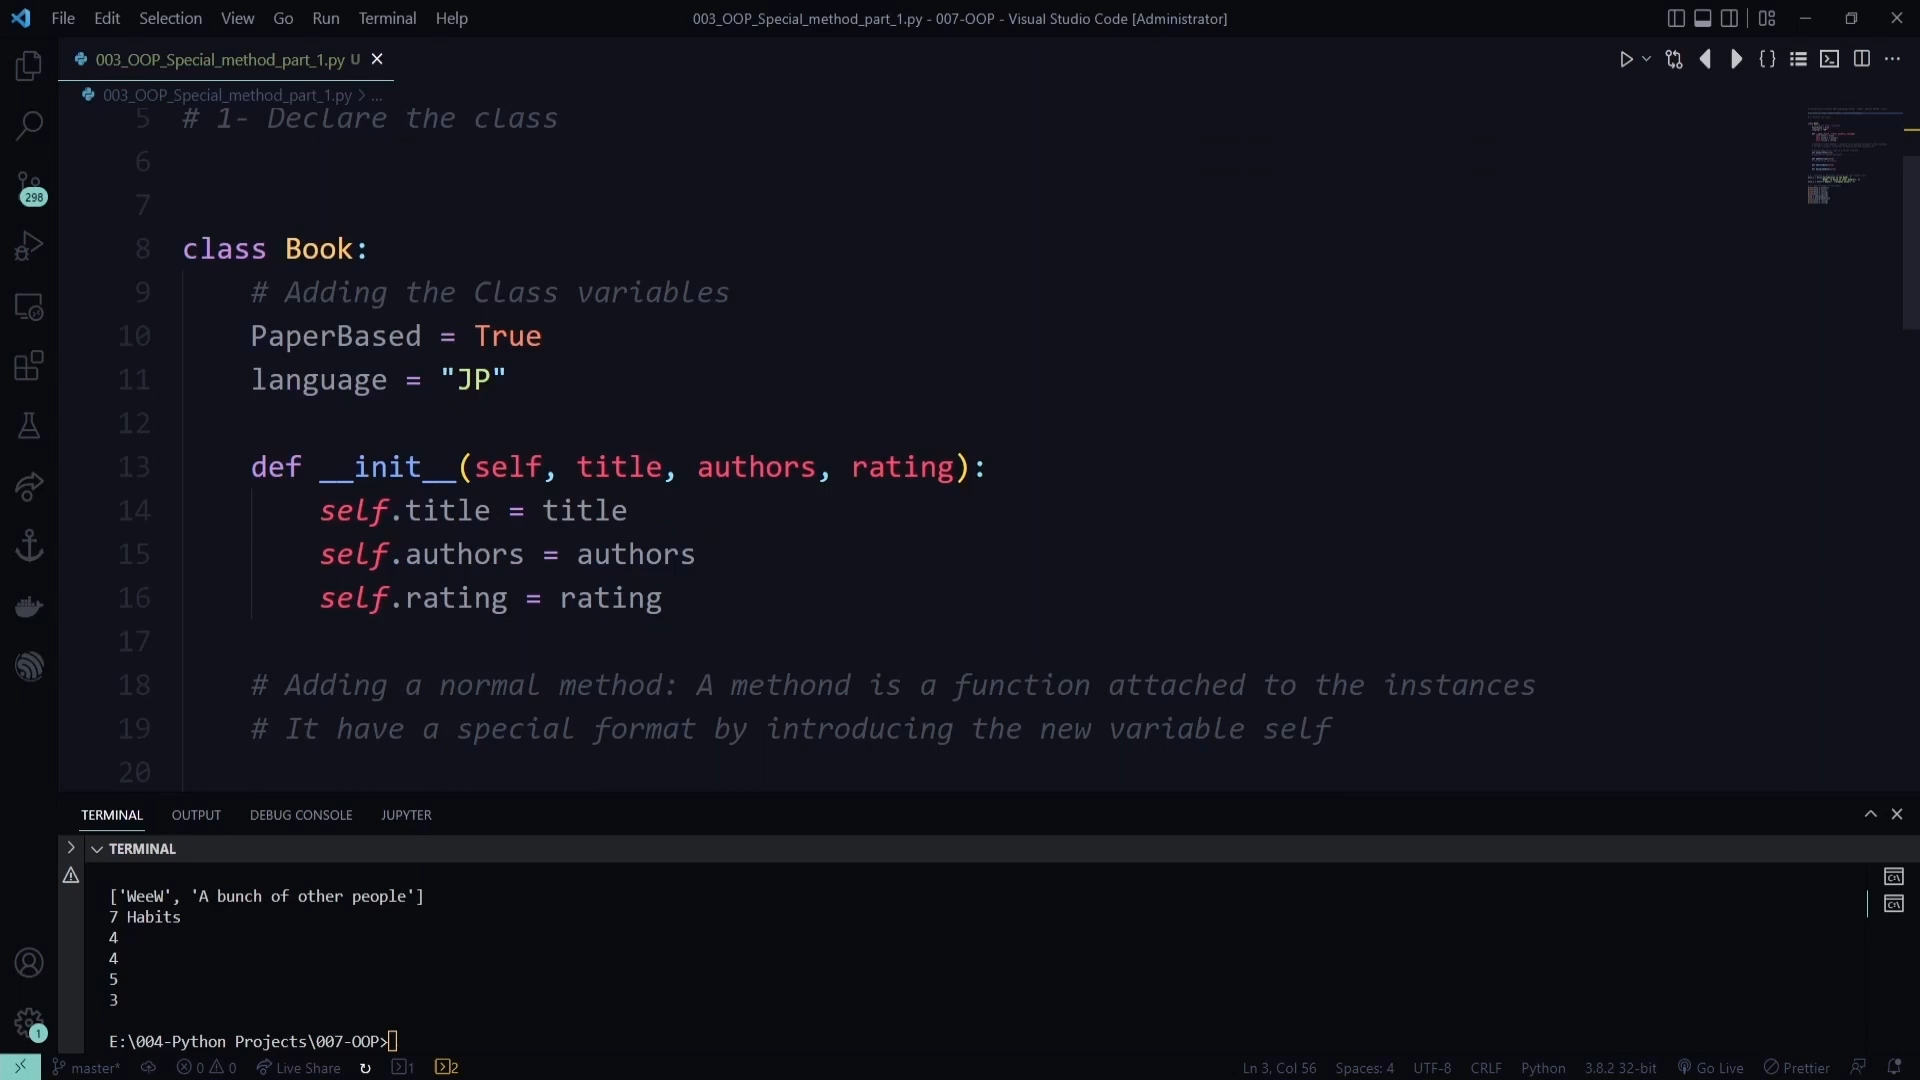 File Edit Selection View Go Run Terminal Help
003_OOP_Special_method_part_1.py - 007-OOP - Visual Studio Code [Administrator]
003_OOP_Special_method_part_1.py U
003_OOP_Special_method_part_1.py > ...
298
5 # 1- Declare the class
6
7
8 class Book:
9 # Adding the Class variables
10 PaperBased = True
11 language = "JP"
12
13 def __init__(self, title, authors, rating):
14 self.title = title
15 self.authors = authors
16 self.rating = rating
17
18 # Adding a normal method: A methond is a function attached to the instances
19 # It have a special format by introducing the new variable self
20
TERMINAL OUTPUT DEBUG CONSOLE JUPYTER
TERMINAL
['WeeW', 'A bunch of other people']
7 Habits
4
4
5
3
1
E:\004-Python Projects\007-OOP>
master* 0 0 Live Share 1 2 Ln 3, Col 56 Spaces: 4 UTF-8 CRLF Python 3.8.2 32-bit Go Live Prettier